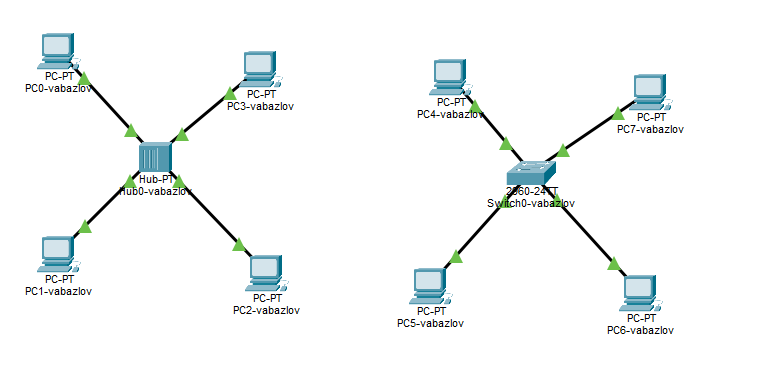 PC-PT
PC0-vabazlov
PC-PT
PC3-vabazlov
Hub-PT
Hub0-vabazlov
PC-PT
PC1-vabazlov
PC-PT
PC2-vabazlov
PC-PT
PC4-vabazlov
PC-PT
PC7-vabazlov
2960-24TT
Switch0-vabazlov
PC-PT
PC5-vabazlov
PC-PT
PC6-vabazlov